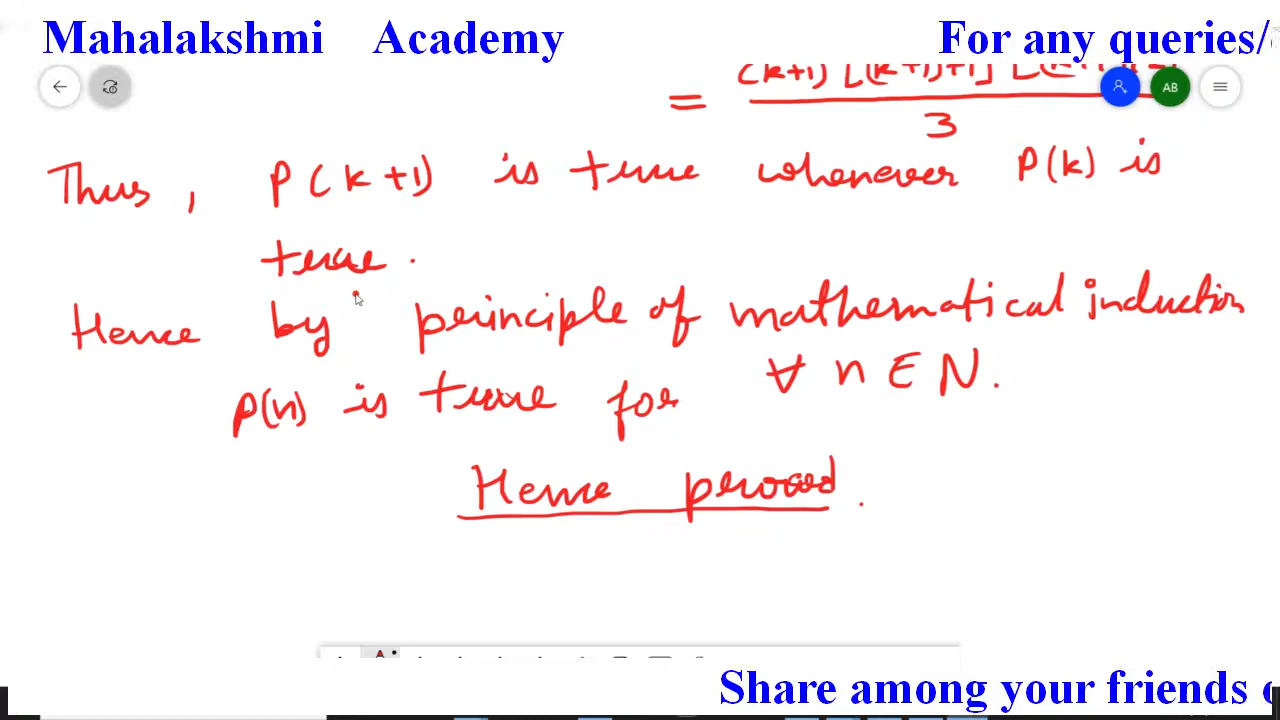 Mahalakshmi Academy For any queries/
(k+1) [(k+1)+1]
= 3
Thus, P(k+1) is true whenever P(k) is
true.
Hence by principle of mathematical induction
P(n) is true for ∀ n ∈ N.
Hence proved.
AB
Share among your friends